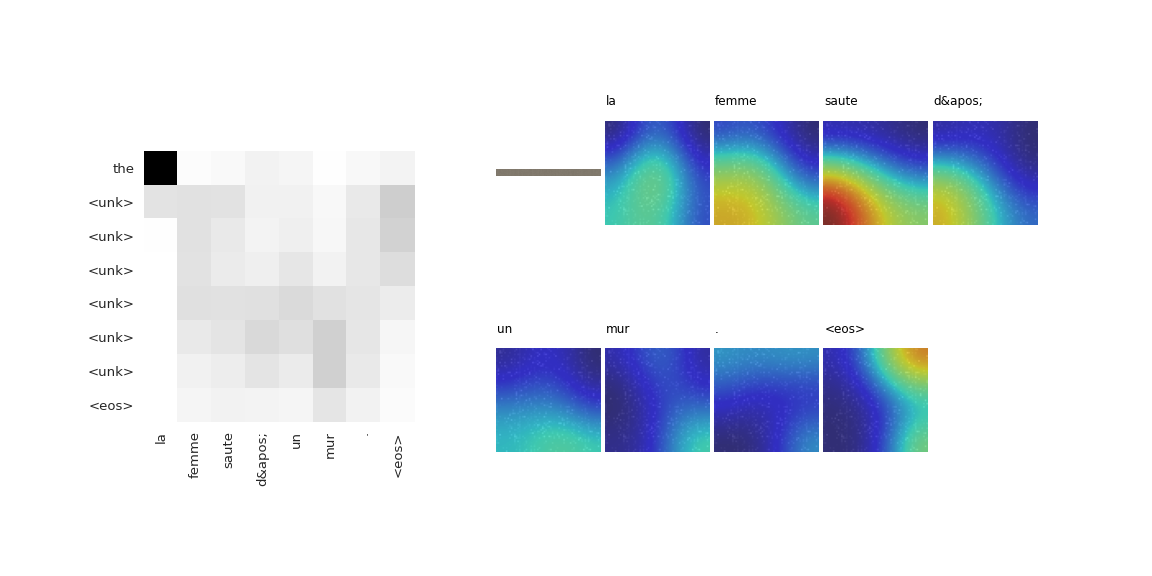 the
<unk>
<unk>
<unk>
<unk>
<unk>
<unk>
<eos>
la
femme
saute
d&apos;
un
mur
.
<eos>
la femme saute d&apos;
un mur . <eos>